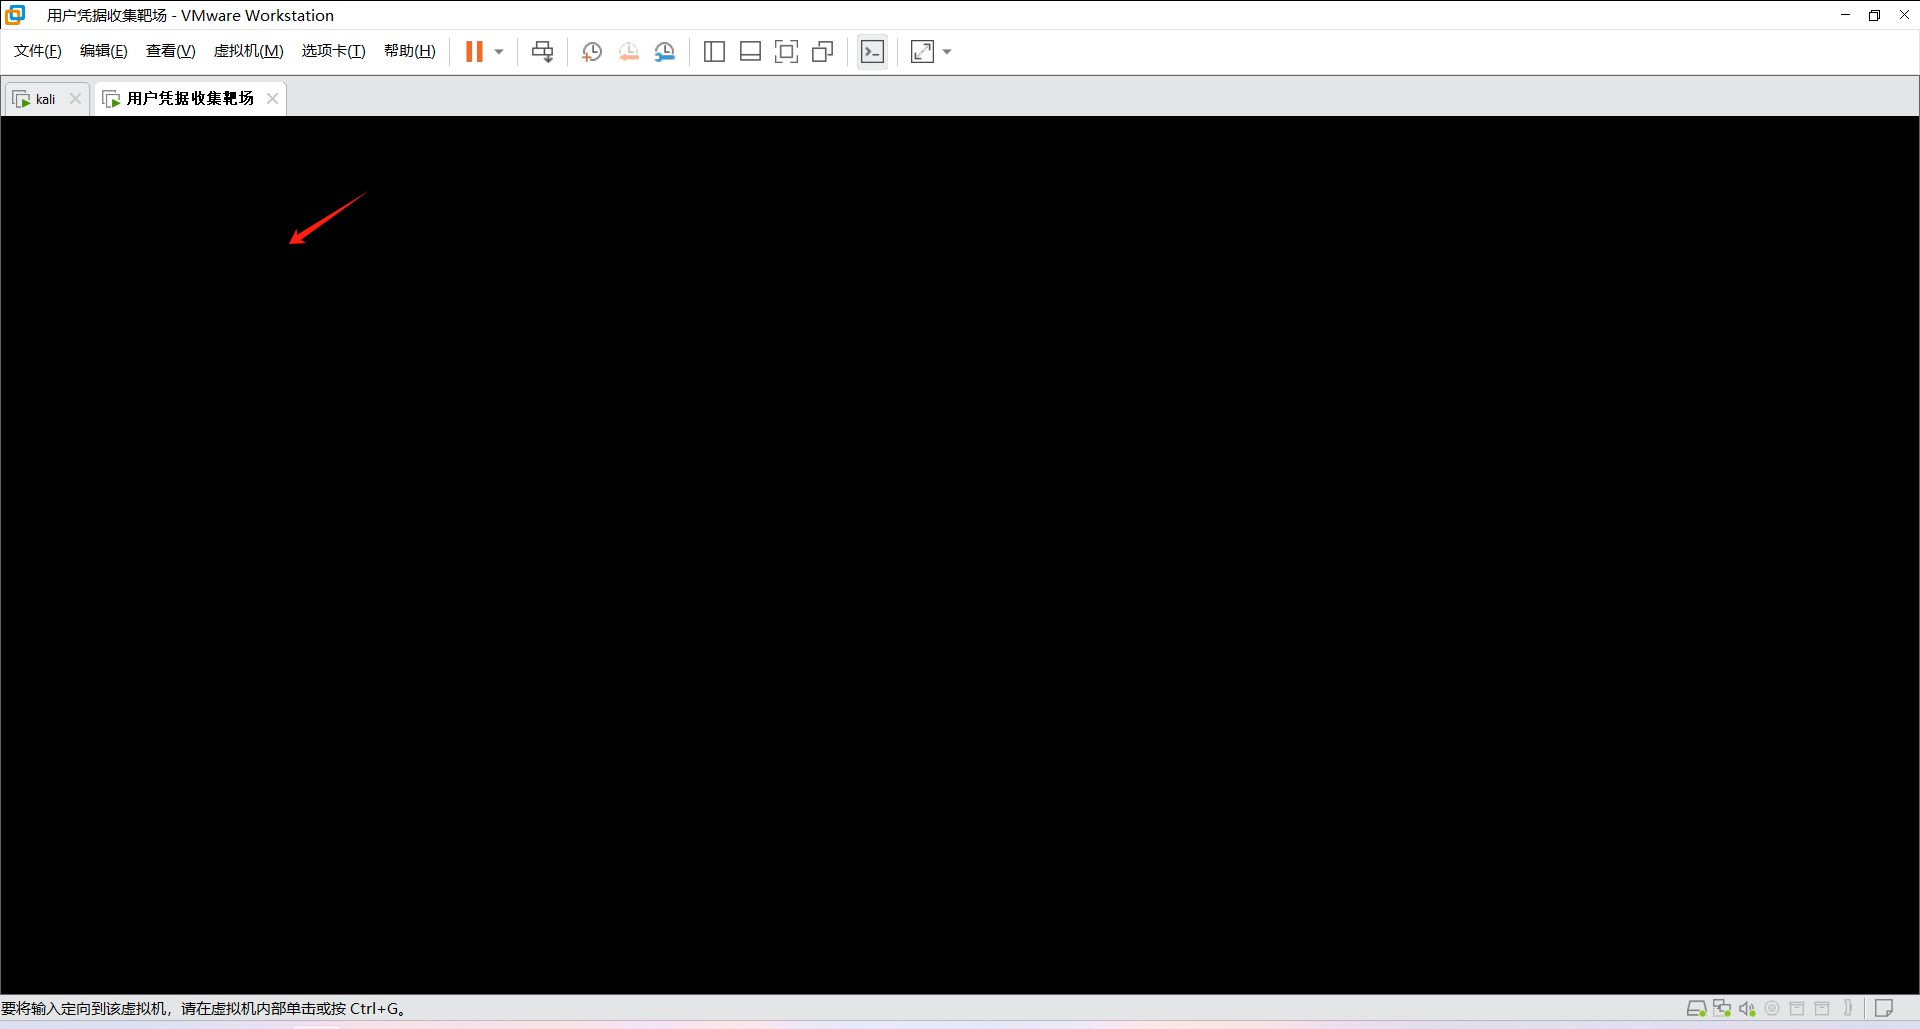 用户凭据收集靶场 - VMware Workstation
文件(F) 编辑(E) 查看(V) 虚拟机(M) 选项卡(T) 帮助(H)
kali 用户凭据收集靶场
要将输入定向到该虚拟机，请在虚拟机内部单击或按 Ctrl+G。